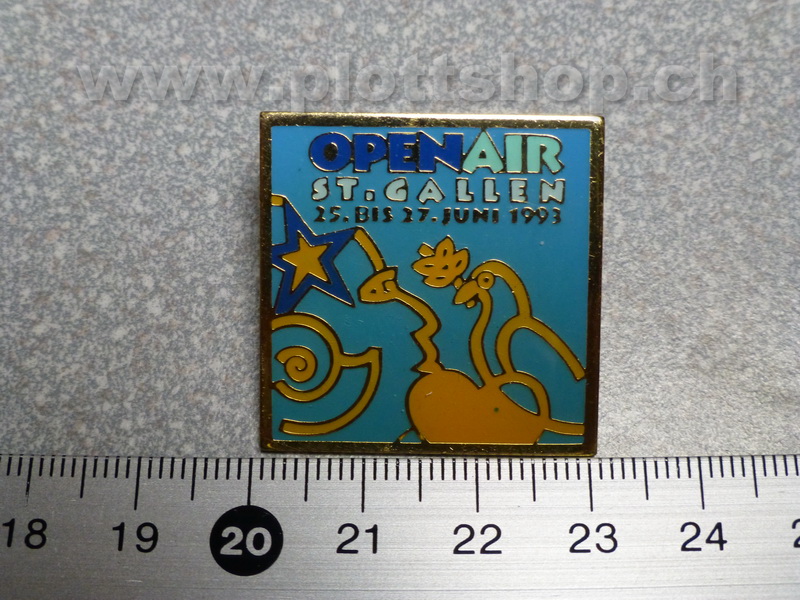 www.plottshop.ch
OPENAIR
ST. GALLEN
25. BIS 27. JUNI 1993
18 19 20 21 22 23 24